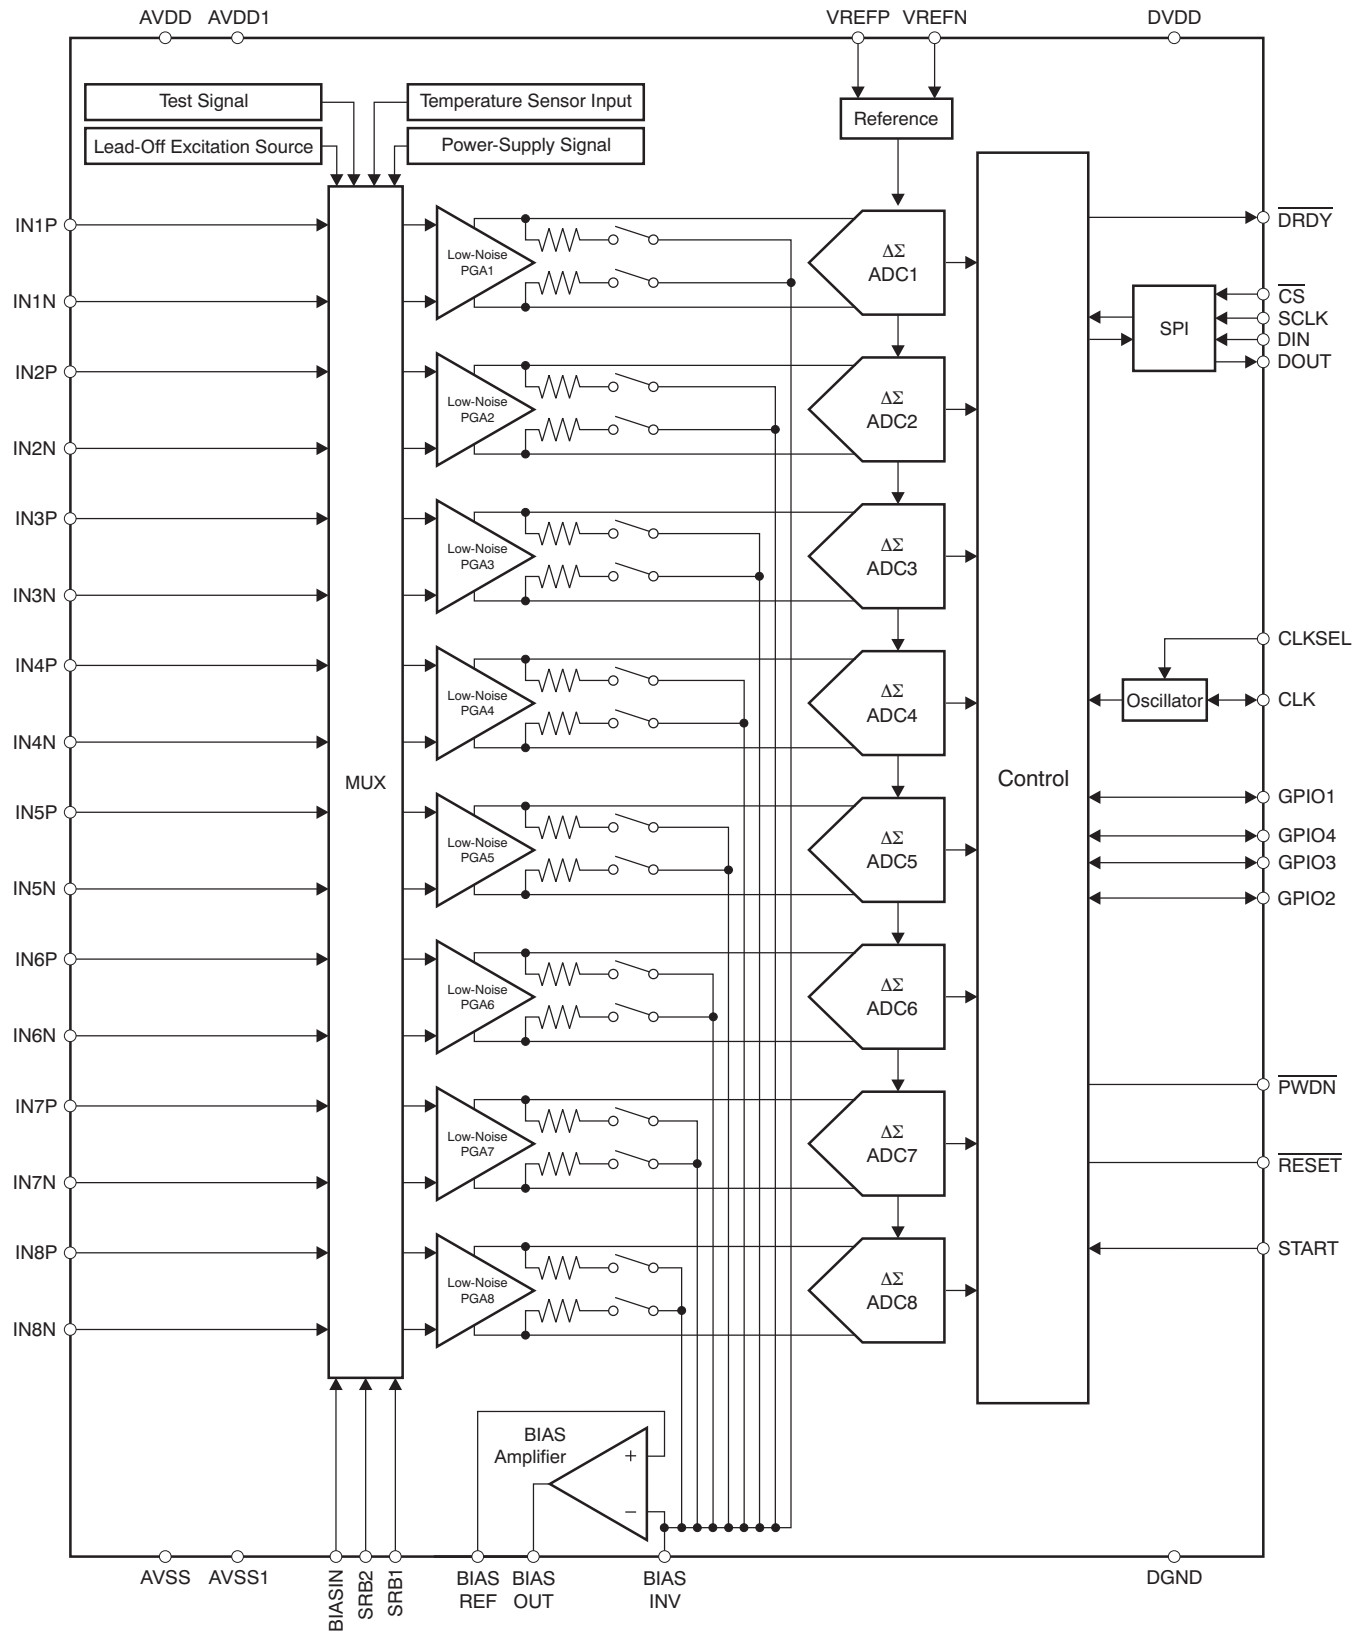 AVDD AVDD1 VREFP VREFN DVDD
Test Signal Temperature Sensor Input
Reference
Lead-Off Excitation Source Power-Supply Signal
IN1P
DRDY
Low-Noise
PGA1
ΔΣ
ADC1
IN1N
CS
SCLK
SPI
DIN
DOUT
IN2P
Low-Noise
PGA2
ΔΣ
ADC2
IN2N
IN3P
Low-Noise
PGA3
ΔΣ
ADC3
IN3N
CLKSEL
IN4P
Low-Noise
PGA4
ΔΣ
ADC4
Oscillator
CLK
IN4N
MUX
Control
GPIO1
IN5P
GPIO4
Low-Noise
PGA5
ΔΣ
ADC5
GPIO3
IN5N
GPIO2
IN6P
Low-Noise
PGA6
ΔΣ
ADC6
IN6N
PWDN
IN7P
Low-Noise
PGA7
ΔΣ
ADC7
RESET
IN7N
IN8P
START
Low-Noise
PGA8
ΔΣ
ADC8
IN8N
BIAS
Amplifier
+
−
AVSS AVSS1
BIASIN
SRB2
SRB1
BIAS
REF
BIAS
OUT
BIAS
INV
DGND